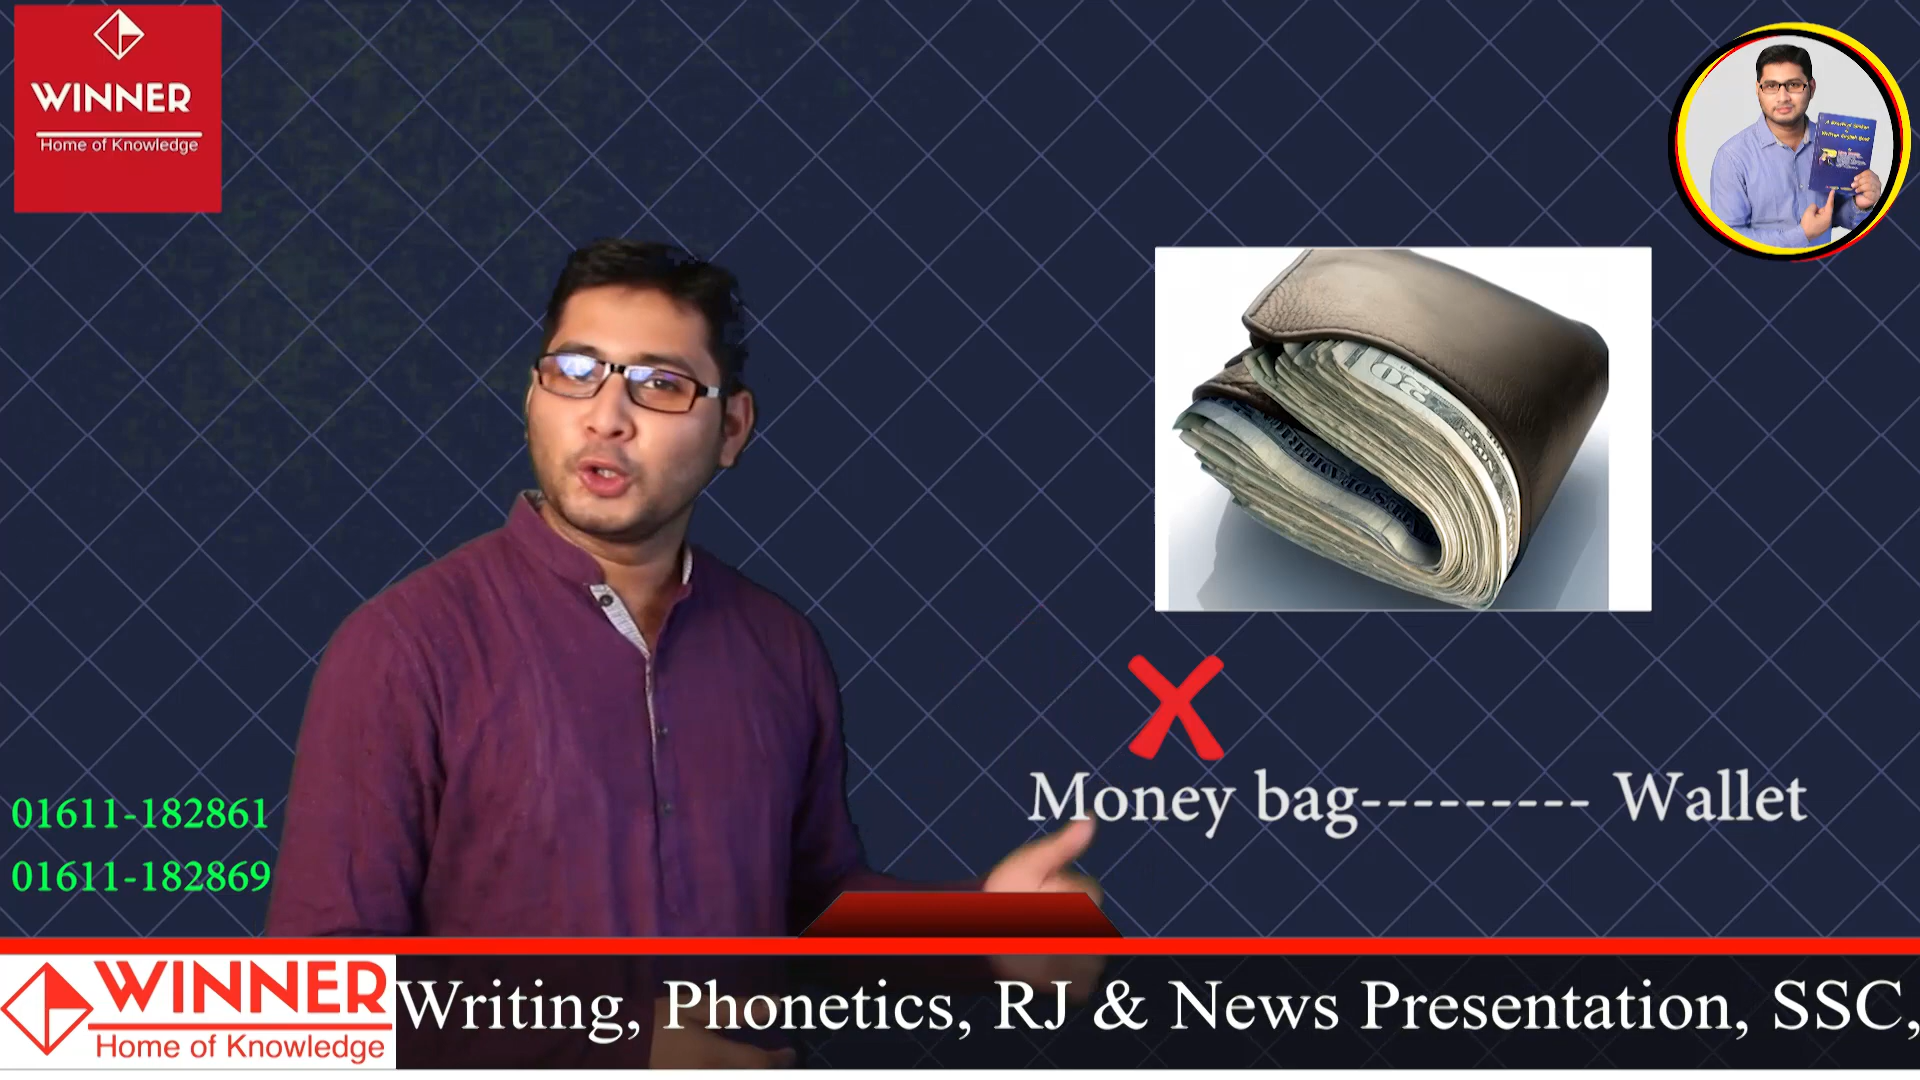 WINNER
Home of Knowledge
20
Money bag--------- Wallet
01611-182861
01611-182869
WINNER
Home of Knowledge
Writing, Phonetics, RJ & News Presentation, SSC,